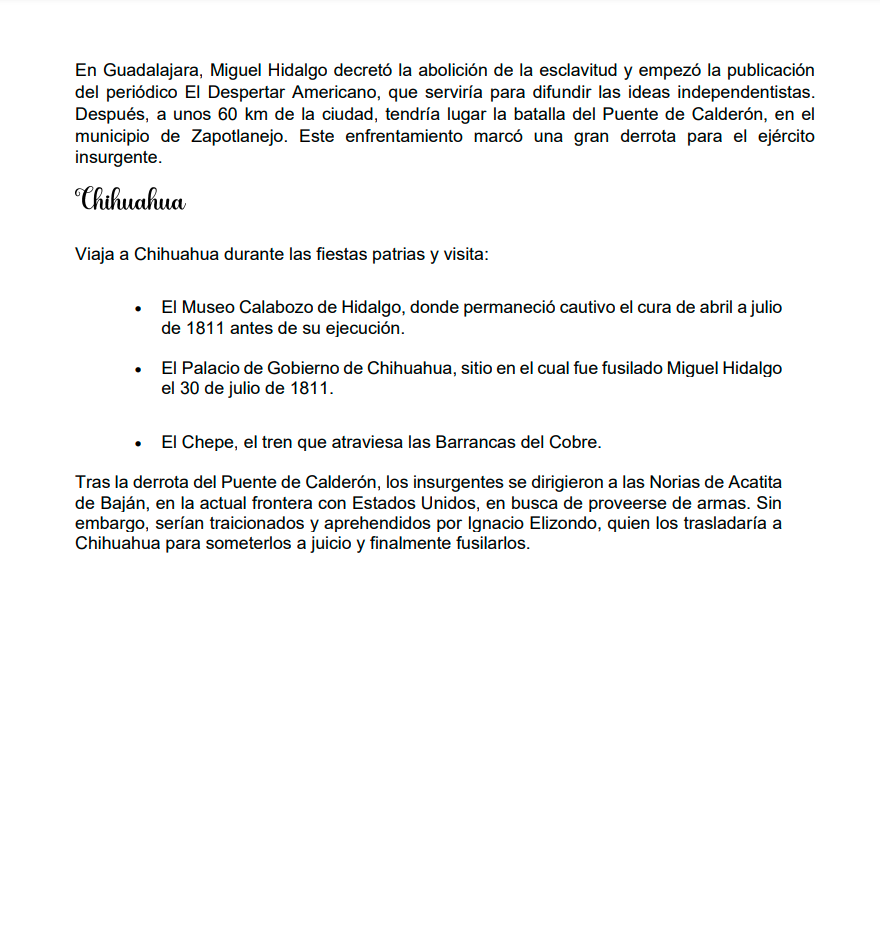 En Guadalajara, Miguel Hidalgo decretó la abolición de la esclavitud y empezó la publicación
del periódico El Despertar Americano, que serviría para difundir las ideas independentistas.
Después, a unos 60 km de la ciudad, tendría lugar la batalla del Puente de Calderón, en el
municipio de Zapotlanejo. Este enfrentamiento marcó una gran derrota para el ejército
insurgente.
Chihuahua
Viaja a Chihuahua durante las fiestas patrias y visita:
• El Museo Calabozo de Hidalgo, donde permaneció cautivo el cura de abril a julio
de 1811 antes de su ejecución.
• El Palacio de Gobierno de Chihuahua, sitio en el cual fue fusilado Miguel Hidalgo
el 30 de julio de 1811.
• El Chepe, el tren que atraviesa las Barrancas del Cobre.
Tras la derrota del Puente de Calderón, los insurgentes se dirigieron a las Norias de Acatita
de Baján, en la actual frontera con Estados Unidos, en busca de proveerse de armas. Sin
embargo, serían traicionados y aprehendidos por Ignacio Elizondo, quien los trasladaría a
Chihuahua para someterlos a juicio y finalmente fusilarlos.